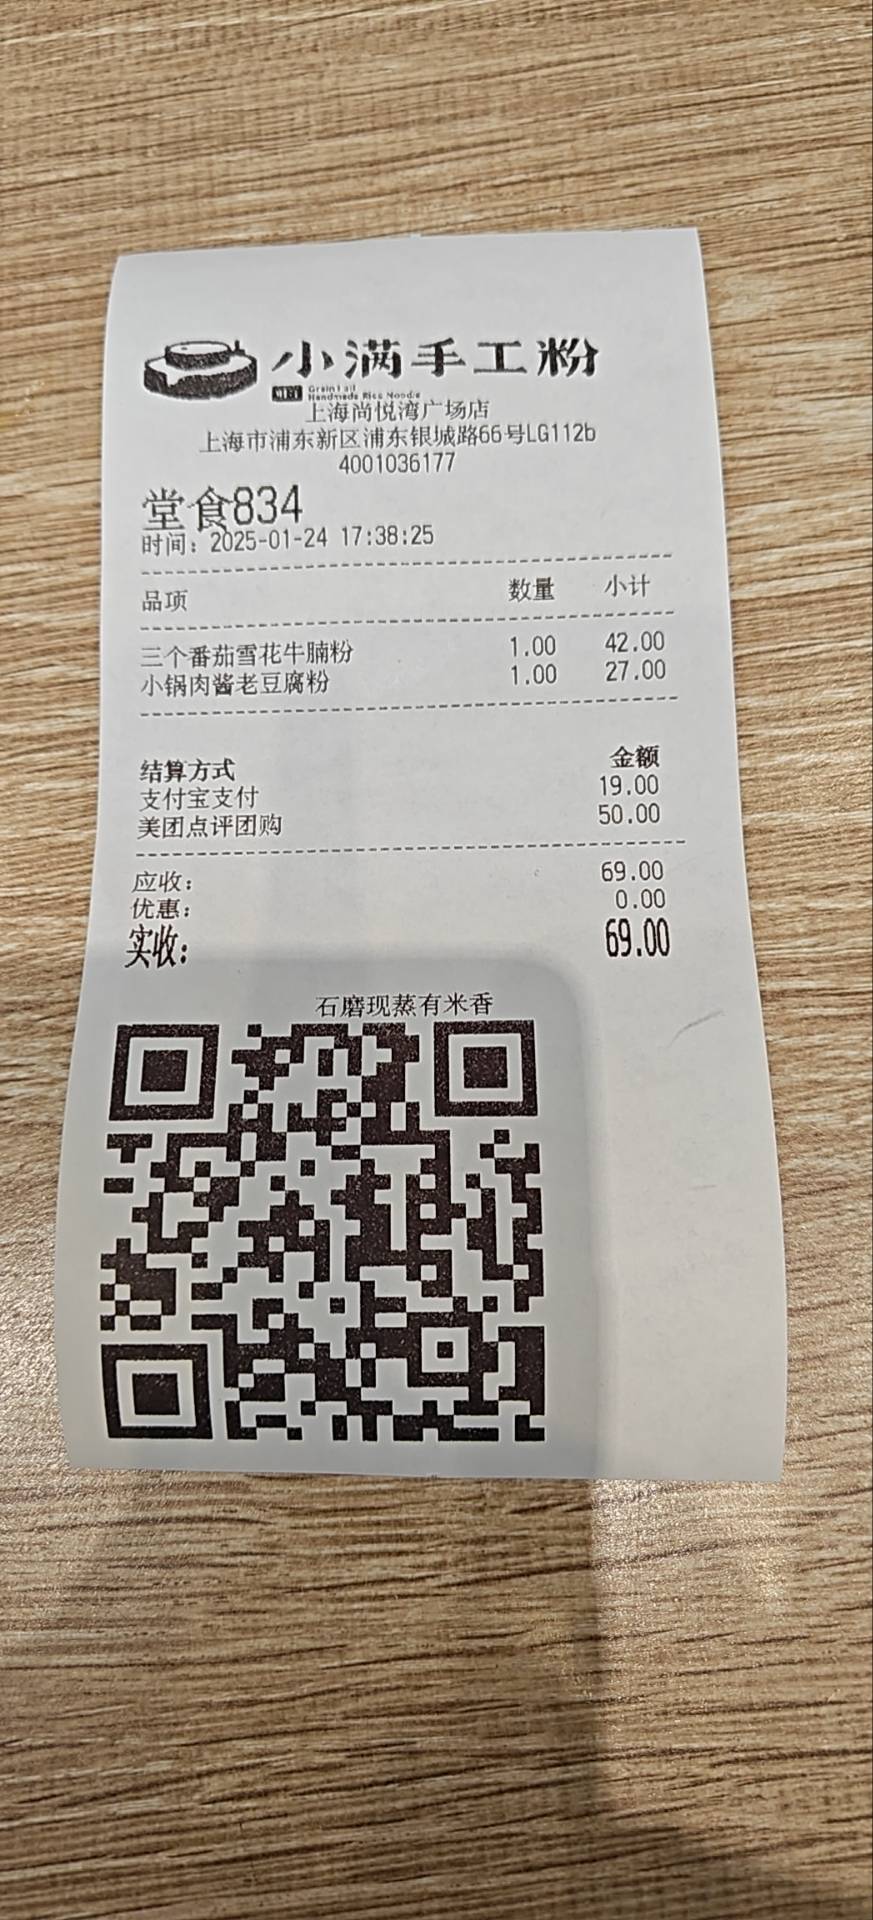 小满手工粉
Handmade Rice Noodle
上海尚悦湾广场店
上海市浦东新区浦东银城路66号LG112b
4001036177
堂食834
时间：2025-01-24 17:38:25
品项 数量 小计
三个番茄雪花牛腩粉 1.00 42.00
小锅肉酱老豆腐粉 1.00 27.00
结算方式 金额
支付宝支付 19.00
美团点评团购 50.00
应收： 69.00
优惠： 0.00
实收： 69.00
石磨现蒸有米香